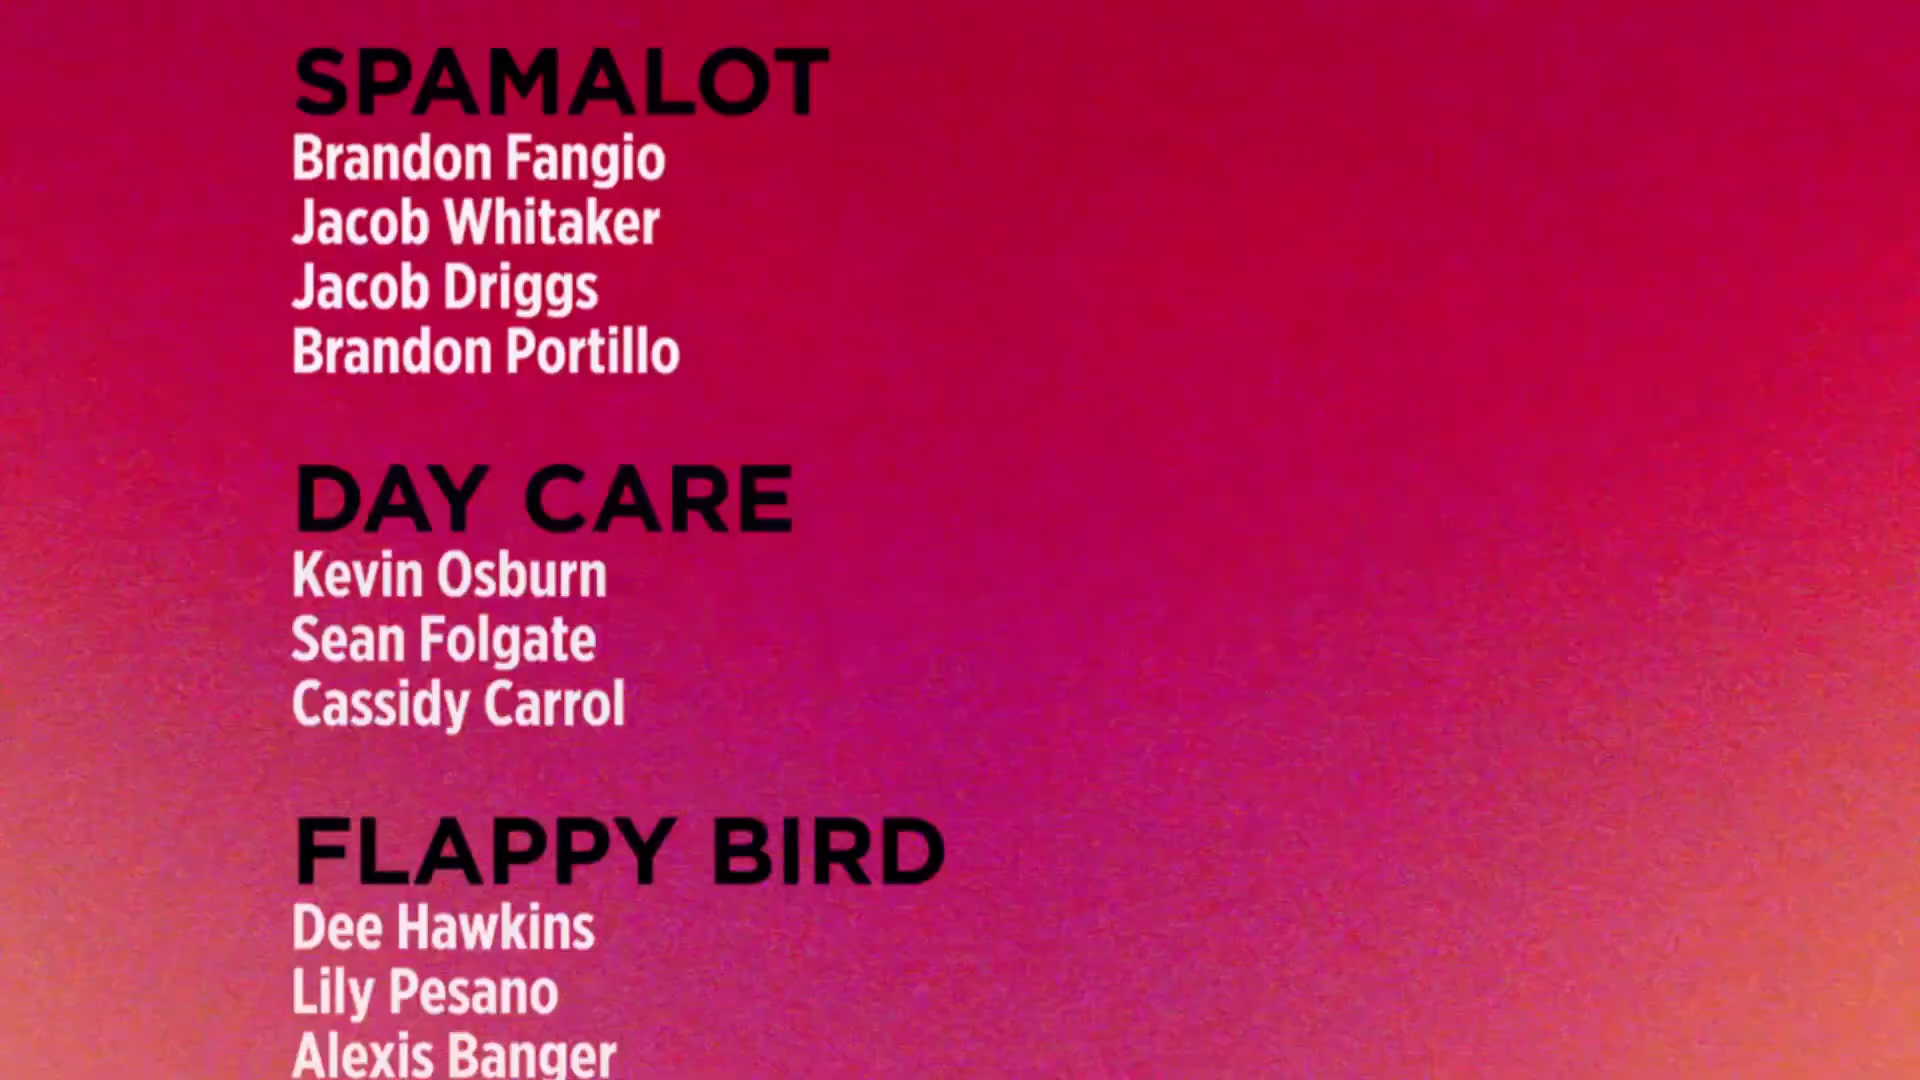 SPAMALOT
Brandon Fangio
Jacob Whitaker
Jacob Driggs
Brandon Portillo
DAY CARE
Kevin Osburn
Sean Folgate
Cassidy Carrol
FLAPPY BIRD
Dee Hawkins
Lily Pesano
Alexis Banger